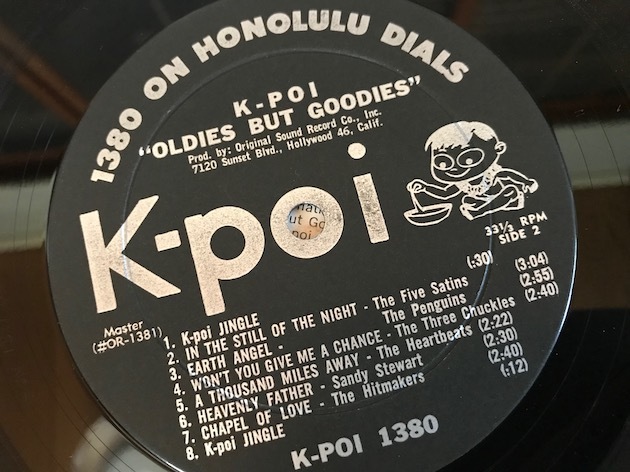 1380 ON HONOLULU DIALS
K-POI
"OLDIES BUT GOODIES"
Prod. by: Original Sound Record Co., Inc.
7120 Sunset Blvd., Hollywood 46, Calif.
K-poi
ut Go
poi
33⅓ RPM
SIDE 2
Master
(#OR-1381)
1. K-poi JINGLE (:30)
2. IN THE STILL OF THE NIGHT - The Five Satins (3:04)
3. EARTH ANGEL - The Penguins (2:55)
4. WON'T YOU GIVE ME A CHANCE - The Three Chuckles (2:40)
5. A THOUSAND MILES AWAY - The Heartbeats (2:22)
6. HEAVENLY FATHER - Sandy Stewart (2:30)
7. CHAPEL OF LOVE - The Hitmakers (2:40)
8. K-poi JINGLE (:12)
K-POI 1380